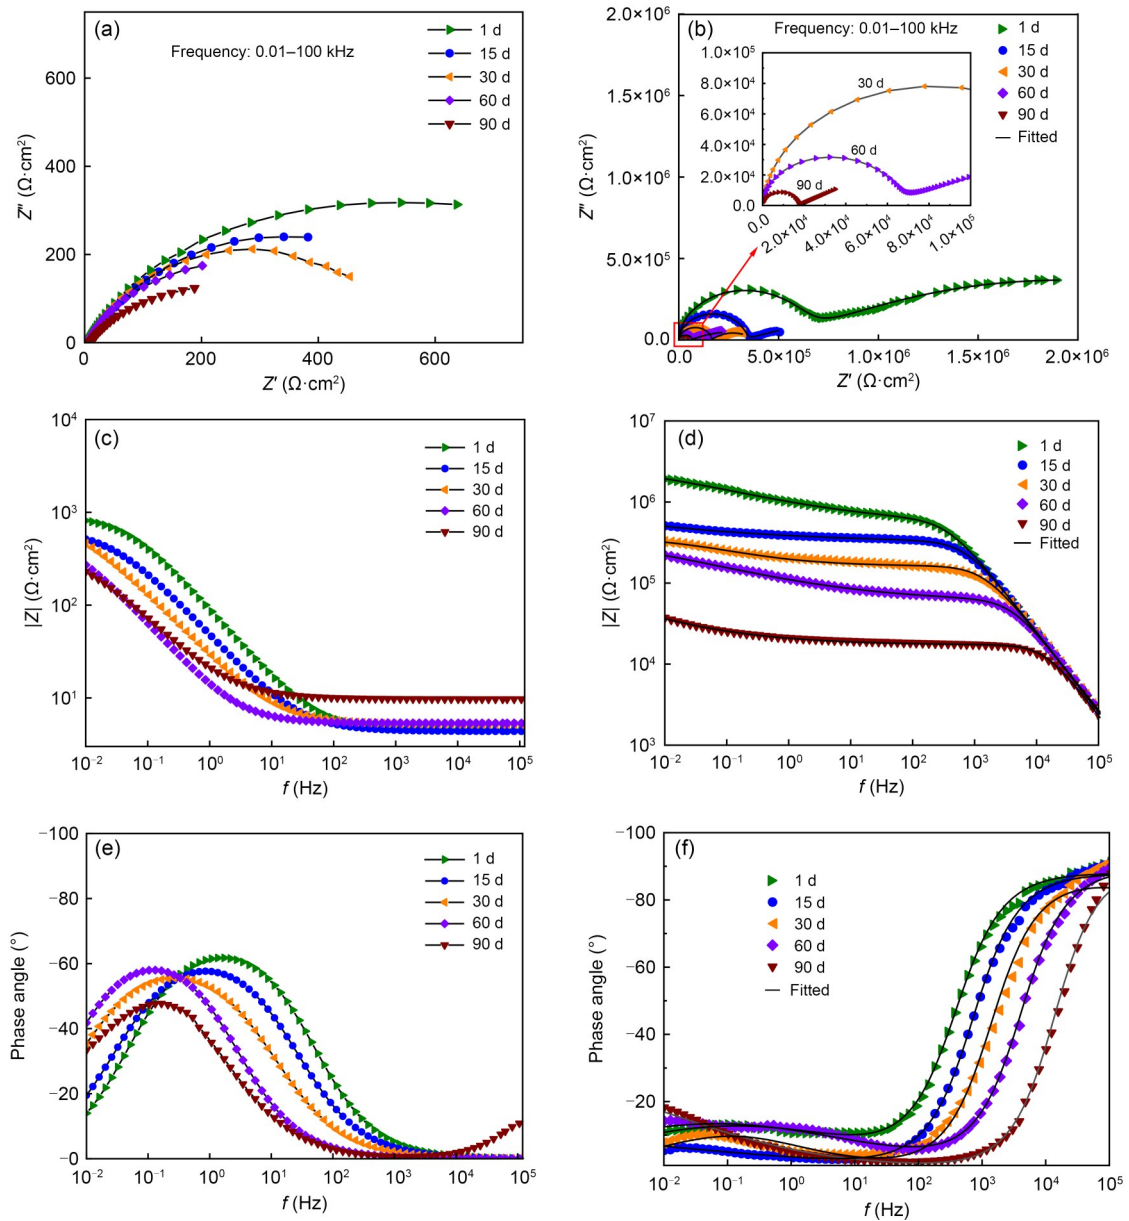 (a)
Frequency: 0.01–100 kHz
1 d
15 d
30 d
60 d
90 d
600
400
200
0
0
200
400
600
Z″ (Ω·cm²)
Z′ (Ω·cm²)
(b)
Frequency: 0.01–100 kHz
1 d
15 d
30 d
60 d
90 d
Fitted
2.0×10⁶
1.5×10⁶
1.0×10⁶
5.0×10⁵
0.0
0.0
5.0×10⁵
1.0×10⁶
1.5×10⁶
2.0×10⁶
Z″ (Ω·cm²)
Z′ (Ω·cm²)
1.0×10⁵
8.0×10⁴
6.0×10⁴
4.0×10⁴
2.0×10⁴
0.0
0.0
2.0×10⁴
4.0×10⁴
6.0×10⁴
8.0×10⁴
1.0×10⁵
30 d
60 d
90 d
(c)
1 d
15 d
30 d
60 d
90 d
10⁴
10³
10²
10¹
10⁻²
10⁻¹
10⁰
10¹
10²
10³
10⁴
10⁵
|Z| (Ω·cm²)
f (Hz)
(d)
1 d
15 d
30 d
60 d
90 d
Fitted
10⁷
10⁶
10⁵
10⁴
10³
10⁻²
10⁻¹
10⁰
10¹
10²
10³
10⁴
10⁵
|Z| (Ω·cm²)
f (Hz)
(e)
1 d
15 d
30 d
60 d
90 d
−100
−80
−60
−40
−20
−0
10⁻²
10⁻¹
10⁰
10¹
10²
10³
10⁴
10⁵
Phase angle (°)
f (Hz)
(f)
1 d
15 d
30 d
60 d
90 d
Fitted
−100
−80
−60
−40
−20
10⁻²
10⁻¹
10⁰
10¹
10²
10³
10⁴
10⁵
Phase angle (°)
f (Hz)